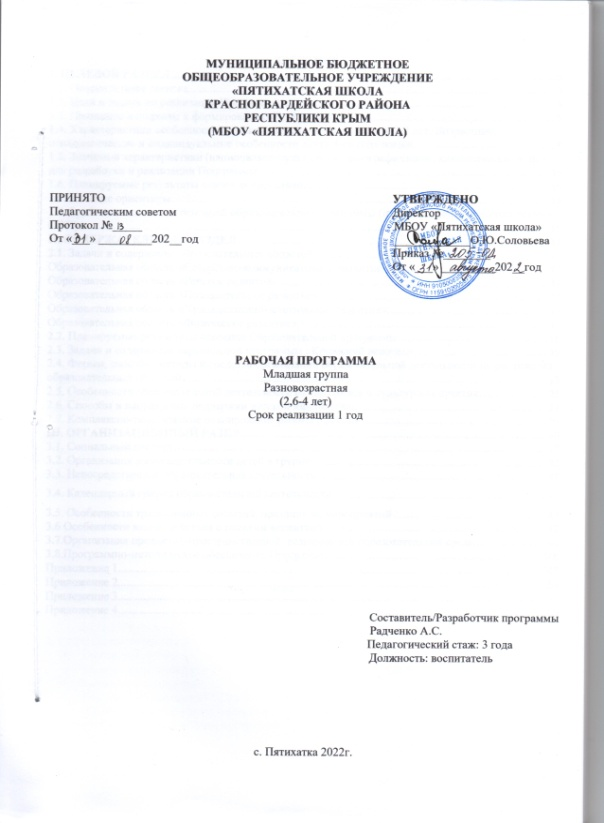 МУНИЦИПАЛЬНОЕ БЮДЖЕТНОЕ
ОБЩЕОБРАЗОВАТЕЛЬНОЕ УЧРЕЖДЕНИЕ
«ПЯТИХАТСКАЯ ШКОЛА
КРАСНОГВАРДЕЙСКОГО РАЙОНА
РЕСПУБЛИКИ КРЫМ
(МБОУ «ПЯТИХАТСКАЯ ШКОЛА)
ПРИНЯТО
Педагогическим советом
Протокол № 13
От «31» 08 202__год
УТВЕРЖДЕНО
Директор
МБОУ «Пятихатская школа»
О.Ю.Соловьева
Приказ № 205-од
От «31» августа 2022 год
РАБОЧАЯ ПРОГРАММА
Младшая группа
Разновозрастная
(2,6-4 лет)
Срок реализации 1 год
Составитель/Разработчик программы
Радченко А.С.
Педагогический стаж: 3 года
Должность: воспитатель
с. Пятихатка 2022г.